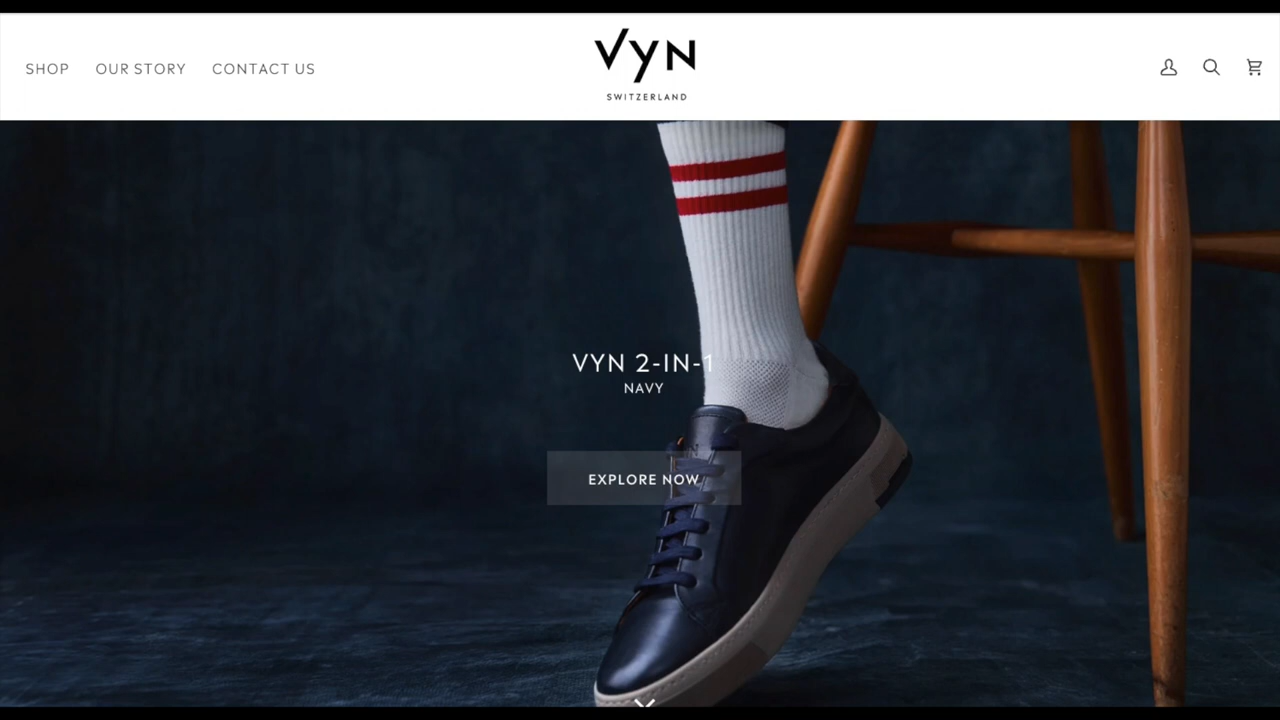 SHOP
OUR STORY
CONTACT US
VYN
SWITZERLAND
VYN 2-IN-1
NAVY
EXPLORE NOW